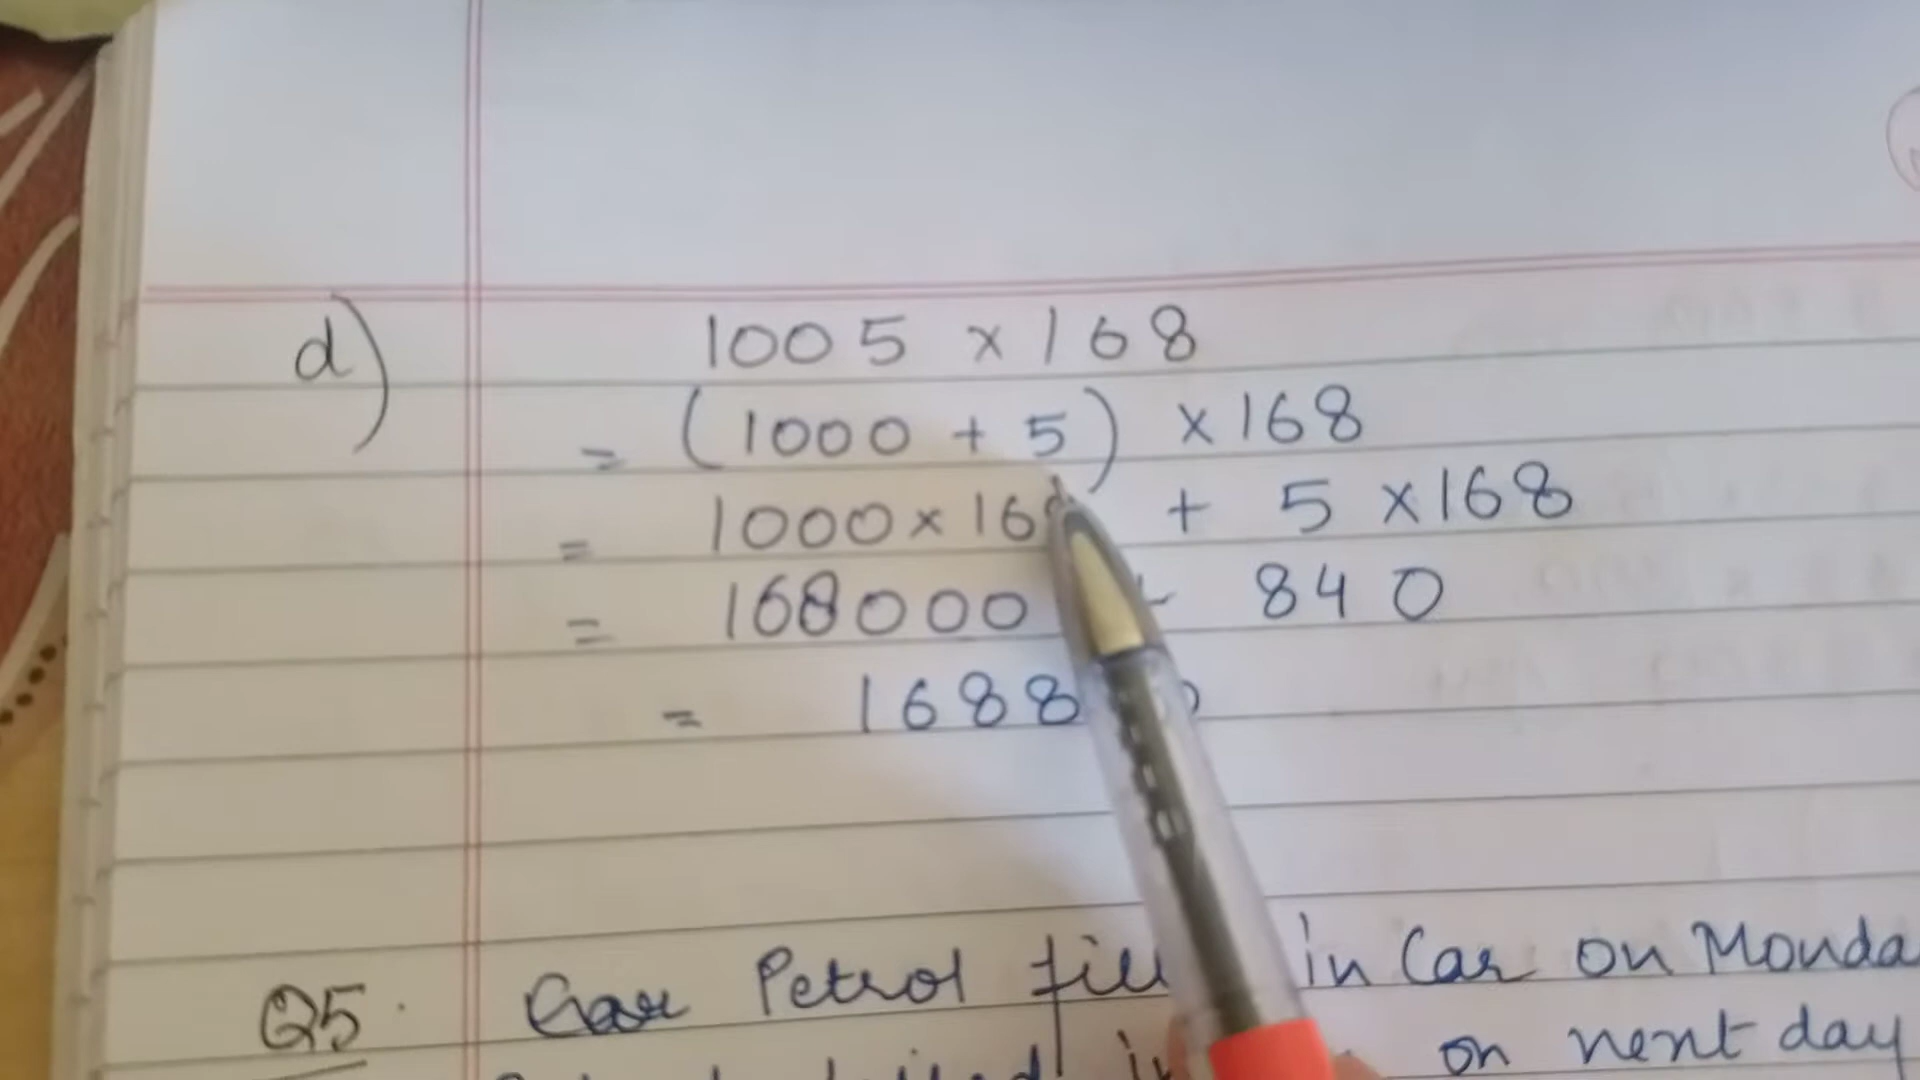 d) 1005 × 168
= (1000 + 5) × 168
= 1000 × 16 + 5 × 168
= 168000 + 840
= 1688
Q5. Petrol in Car on Monda
in on next day